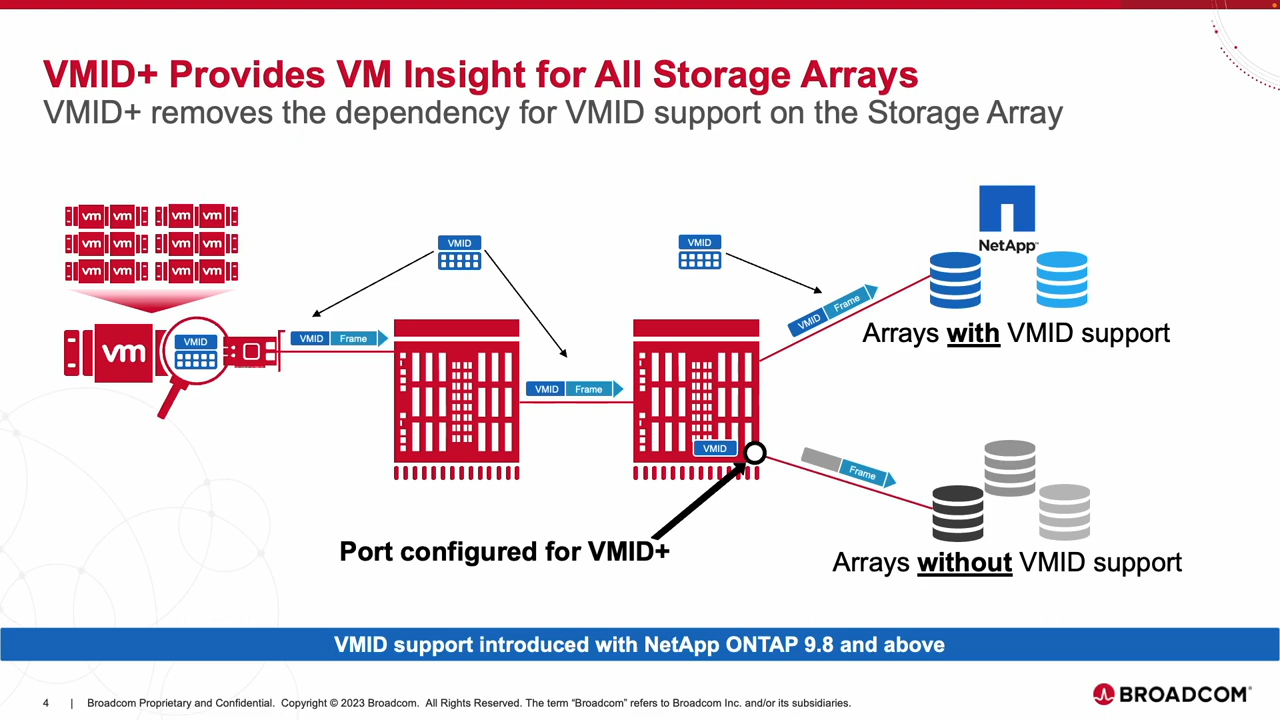 VMID+ Provides VM Insight for All Storage Arrays
VMID+ removes the dependency for VMID support on the Storage Array
vm vm vm vm
vm vm vm vm
vm vm vm vm
vm
VMID
VMID Frame
VMID
VMID Frame
VMID
VMID Frame
NetApp™
Arrays with VMID support
VMID
Frame
Port configured for VMID+
Arrays without VMID support
VMID support introduced with NetApp ONTAP 9.8 and above
4 | Broadcom Proprietary and Confidential. Copyright © 2023 Broadcom. All Rights Reserved. The term “Broadcom” refers to Broadcom Inc. and/or its subsidiaries.
BROADCOM®